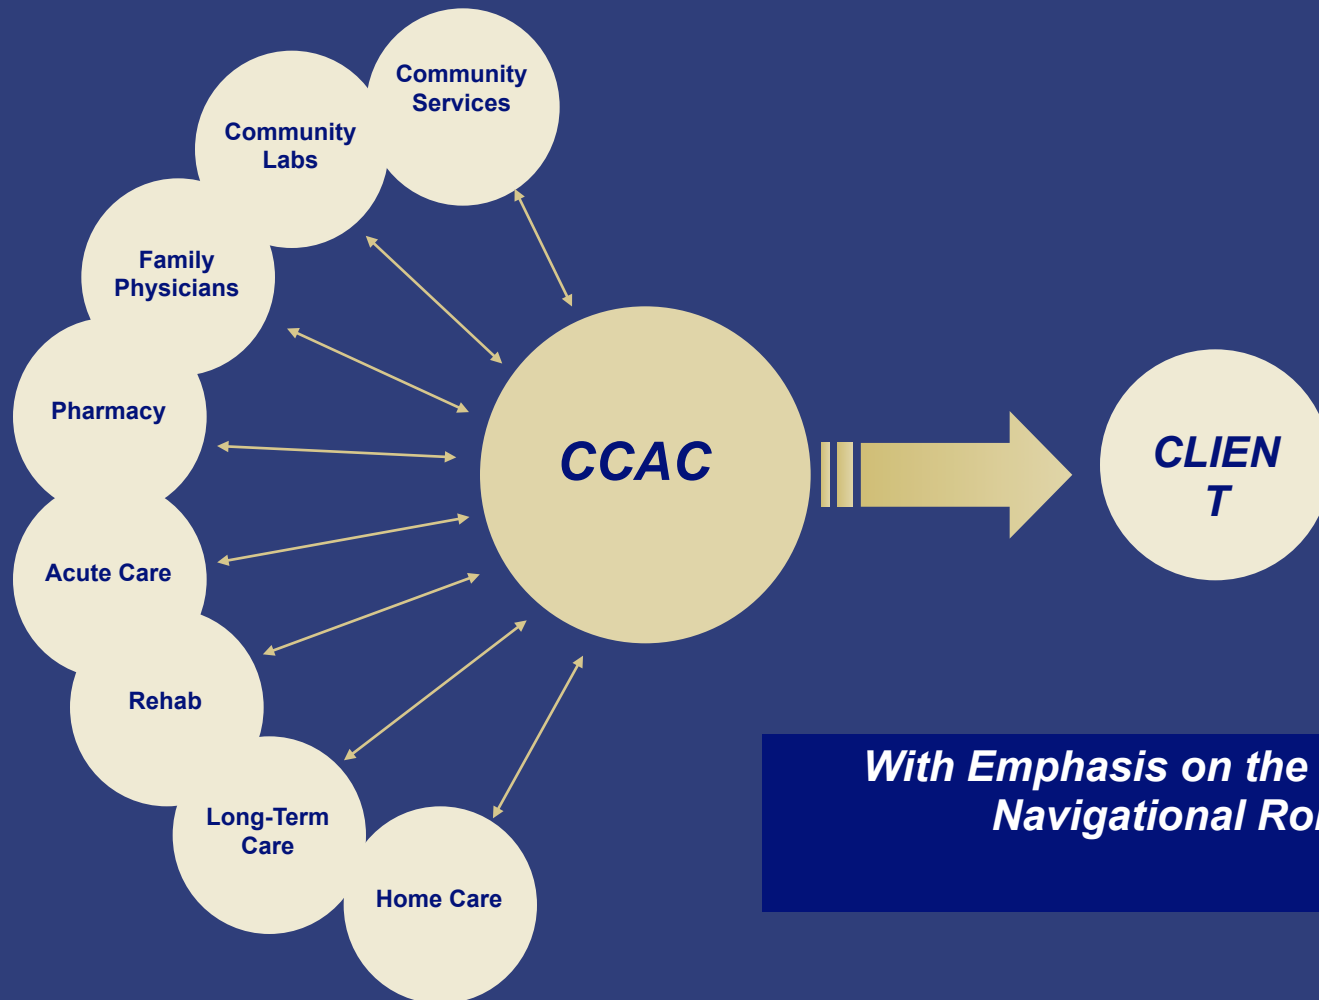 Community
Services
Community
Labs
Family
Physicians
Pharmacy
Acute Care
Rehab
Long-Term
Care
Home Care
CCAC
CLIEN
T
With Emphasis on the
Navigational